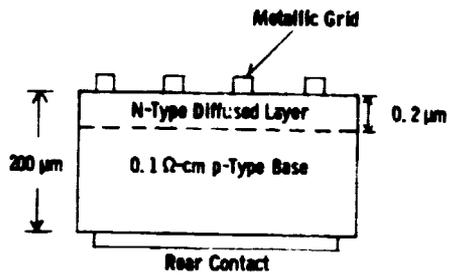 Metallic Grid
N-Type Diffused Layer
0.2 μm
200 μm
0.1 Ω-cm p-Type Base
Rear Contact